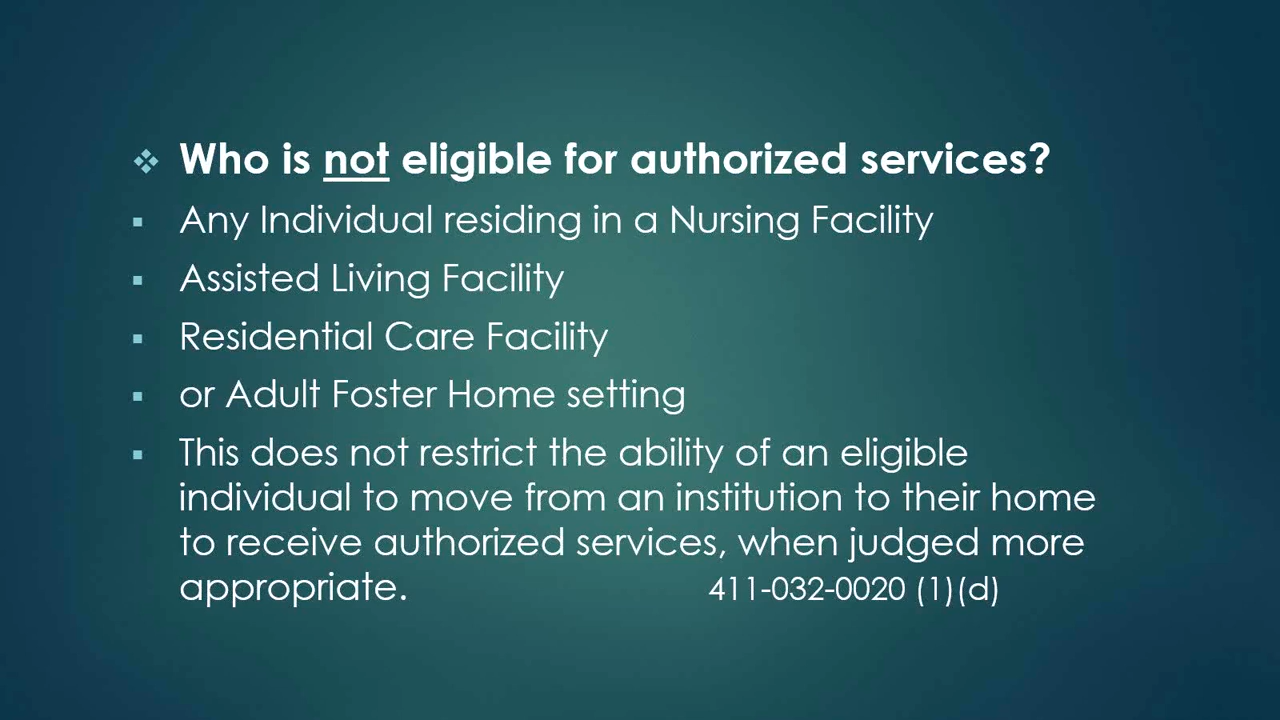 ❖ Who is not eligible for authorized services?
▪ Any Individual residing in a Nursing Facility
▪ Assisted Living Facility
▪ Residential Care Facility
▪ or Adult Foster Home setting
▪ This does not restrict the ability of an eligible
individual to move from an institution to their home
to receive authorized services, when judged more
appropriate. 411-032-0020 (1)(d)